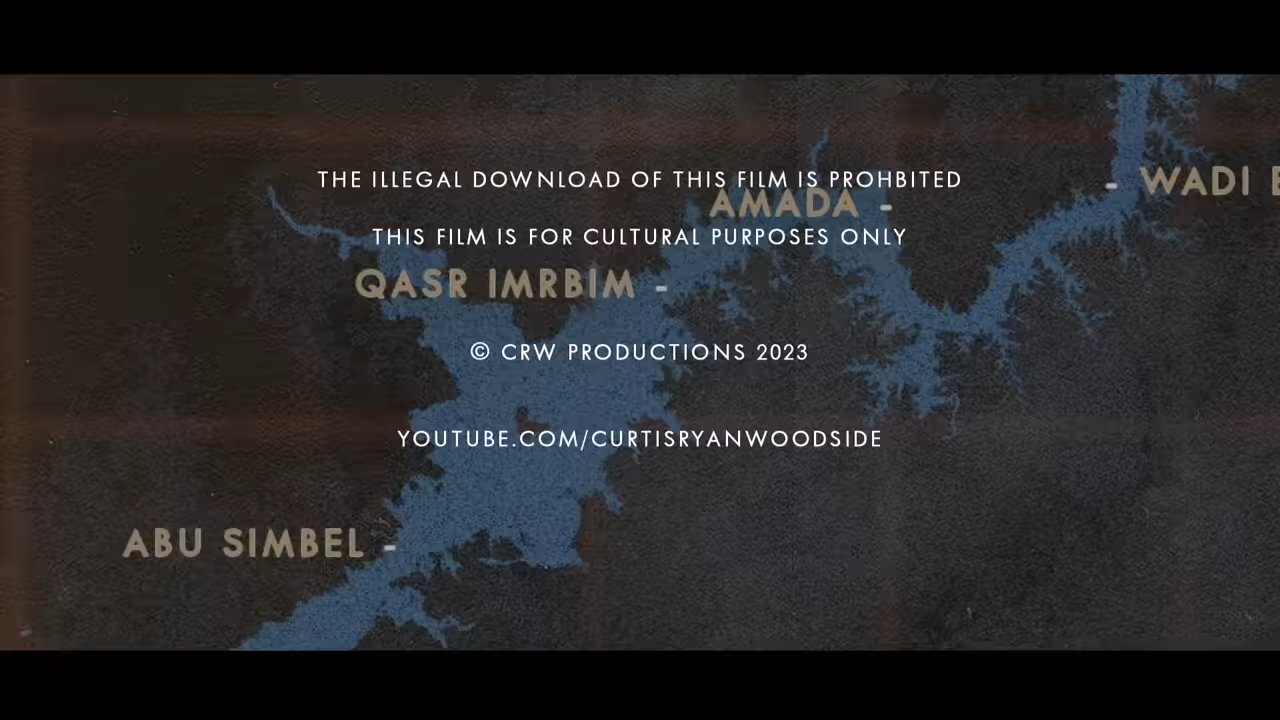 THE ILLEGAL DOWNLOAD OF THIS FILM IS PROHBITED
AMADA -
- WADI
THIS FILM IS FOR CULTURAL PURPOSES ONLY
QASR IMRBIM -
© CRW PRODUCTIONS 2023
YOUTUBE.COM/CURTISRYANWOODSIDE
ABU SIMBEL -